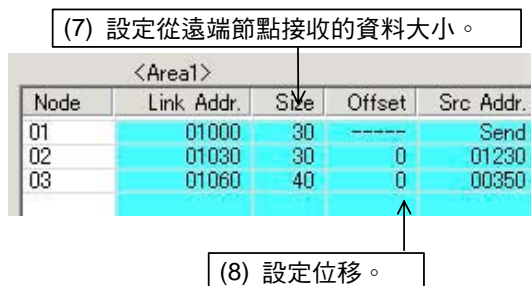 (7) 設定從遠端節點接收的資料大小。
<Area1>
Node Link Addr. Size Offset Src Addr.
01 01000 30 ----- Send
02 01030 30 0 01230
03 01060 40 0 00350
(8) 設定位移。